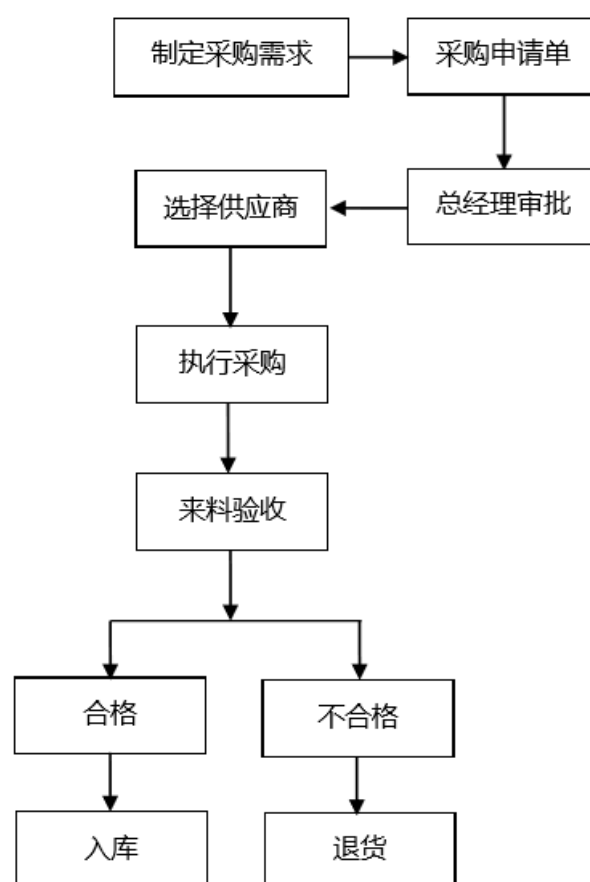 制定采购需求
采购申请单
总经理审批
选择供应商
执行采购
来料验收
合格
不合格
入库
退货